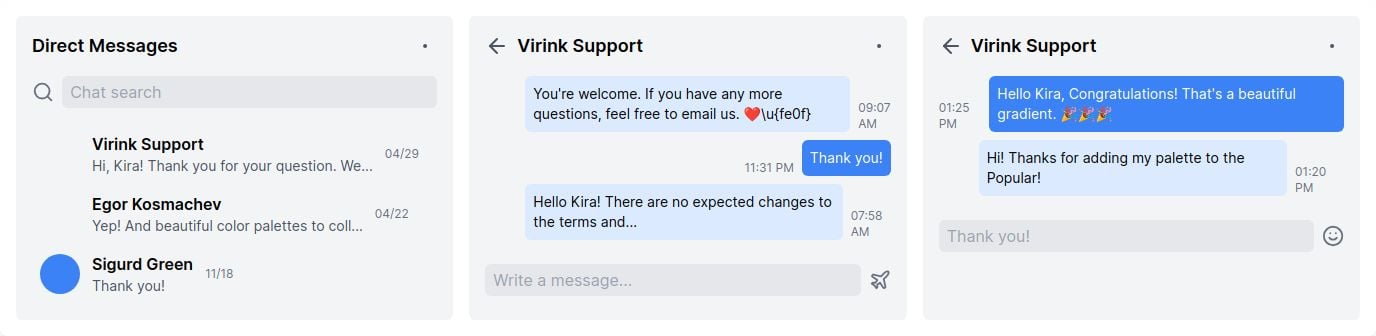 Direct Messages
Chat search
Virink Support
Hi, Kira! Thank you for your question. We...
04/29
Egor Kosmachev
Yep! And beautiful color palettes to coll...
04/22
Sigurd Green
11/18
Thank you!
Virink Support
You're welcome. If you have any more
questions, feel free to email us. ❤️\u{fe0f}
09:07
AM
11:31 PM
Thank you!
Hello Kira! There are no expected changes to
the terms and...
07:58
AM
Write a message...
Virink Support
01:25
PM
Hello Kira, Congratulations! That's a beautiful
gradient. 🎉🎉🎉
Hi! Thanks for adding my palette to the
Popular!
01:20
PM
Thank you!